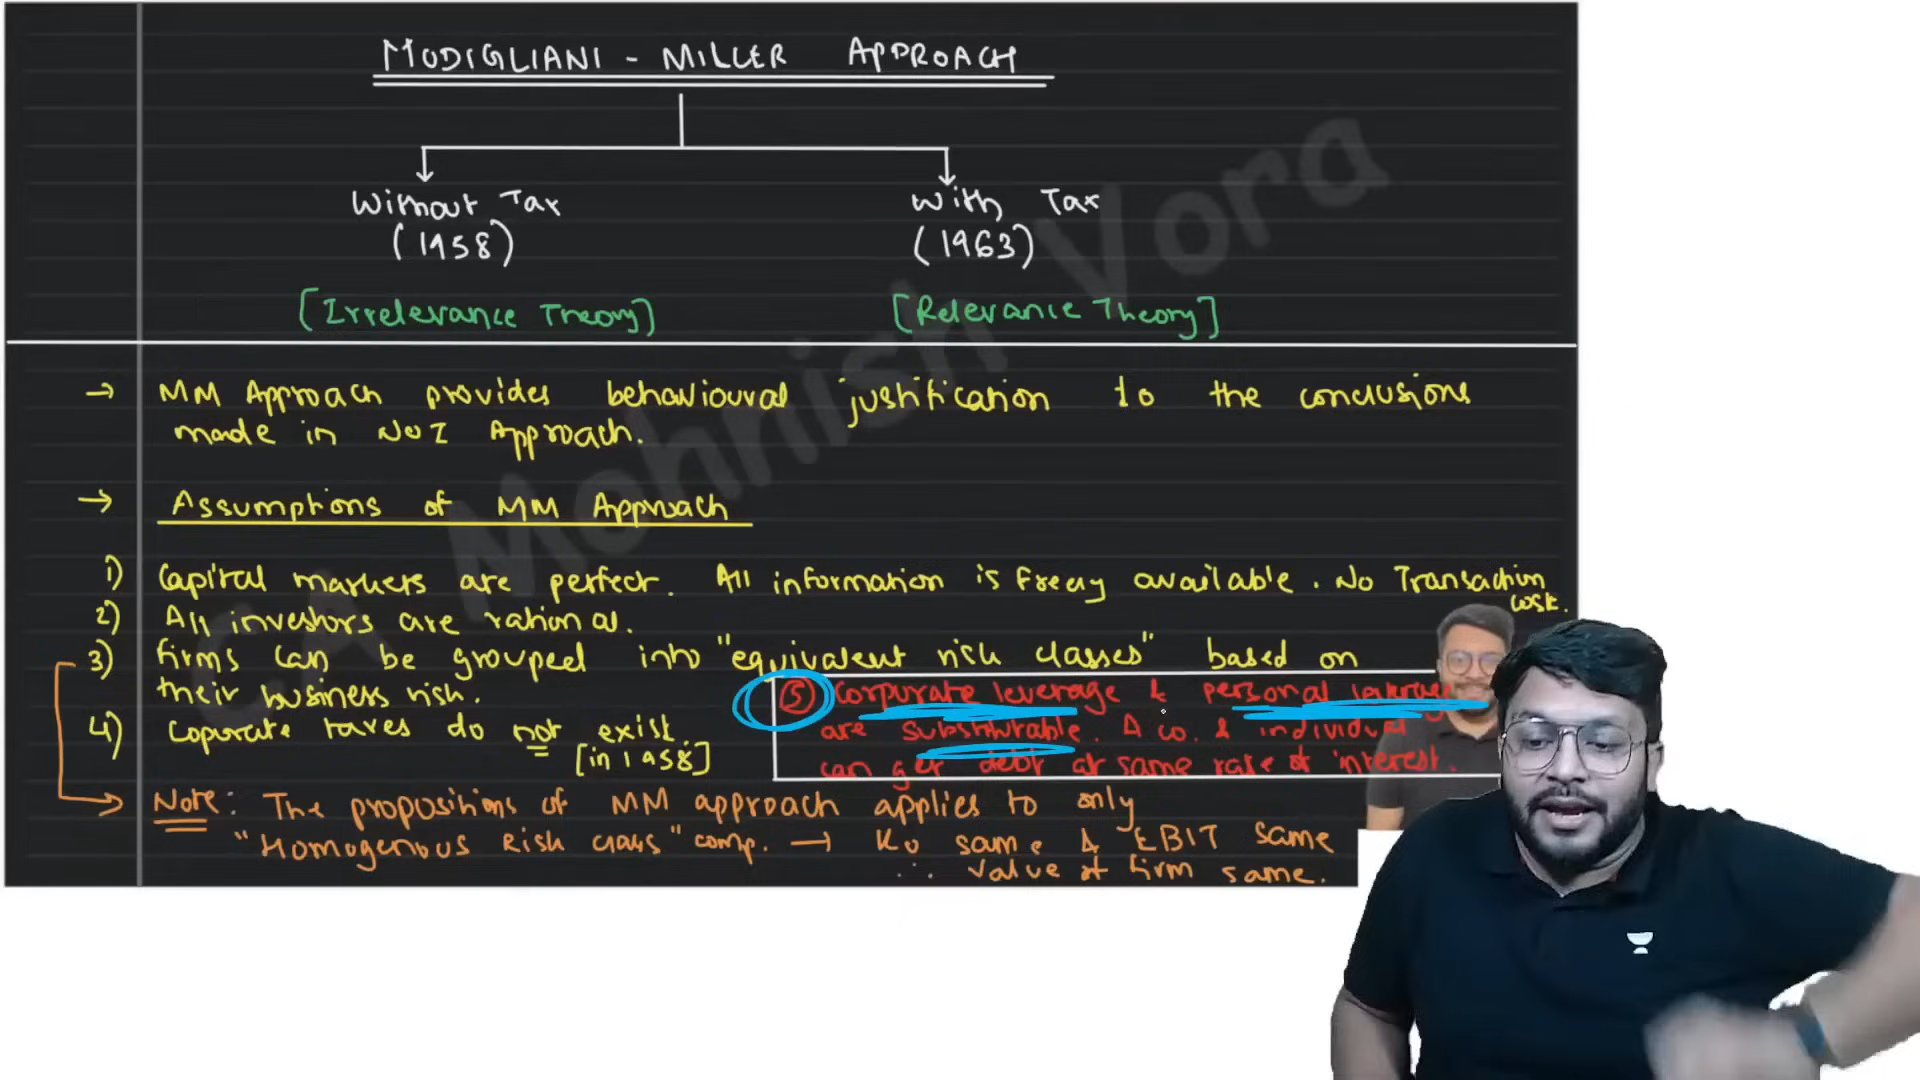 MODIGLIANI - MILLER APPROACH
Without Tax
(1958)
[Irrelevance Theory]
With Tax
(1963)
[Relevance Theory]
→ MM Approach provides behavioural justification to the conclusions
made in NOI Approach.
→ Assumptions of MM Approach
1) Capital markets are perfect. All information is freely available. No Transaction
cost.
2) All investors are rational.
3) Firms can be grouped into "equivalent risk classes" based on
their business risk.
4) Coporate taxes do not exist.
[in 1958]
⑤ Corporate leverage & personal leverage
are substitutable. A co. & individual
can get debt at same rate of interest.
Note: The propositions of MM approach applies to only
"Homogenous Risk class" comp. → Ko same & EBIT same
∴ Value of firm same.
CA Mohnish Vora